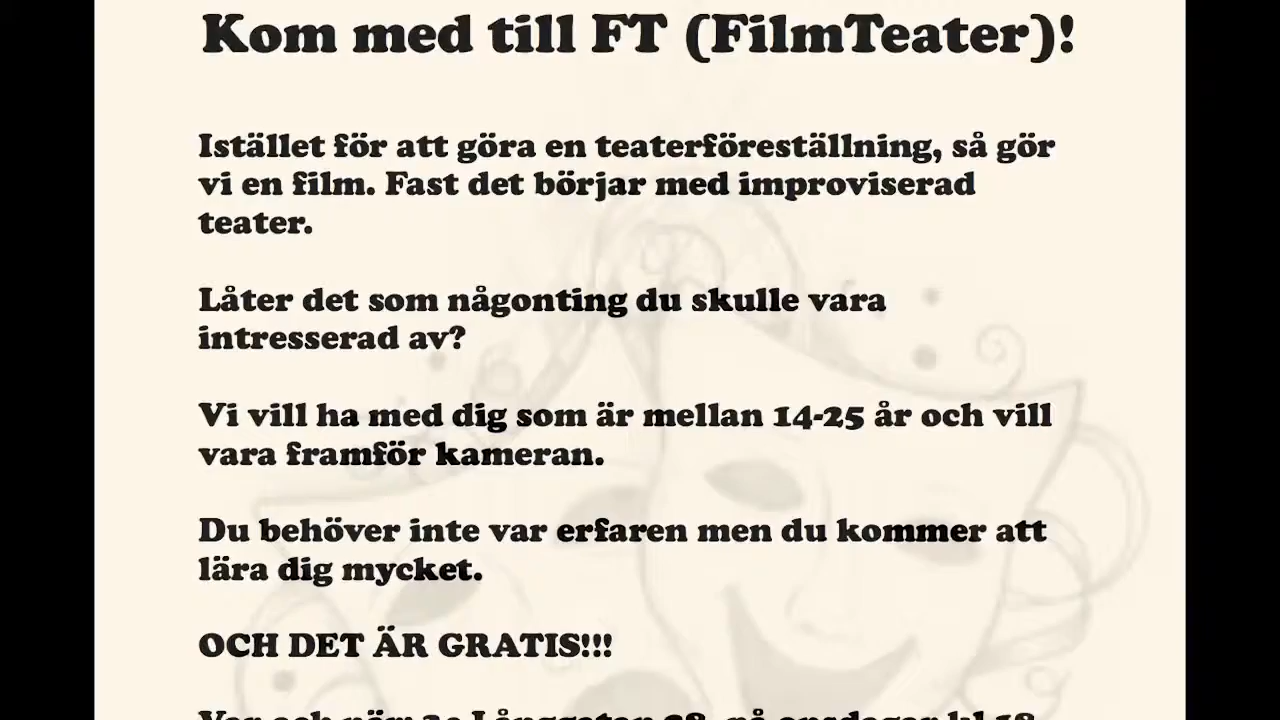 Kom med till FT (FilmTeater)!
Istället för att göra en teaterföreställning, så gör
vi en film. Fast det börjar med improviserad
teater.
Låter det som någonting du skulle vara
intresserad av?
Vi vill ha med dig som är mellan 14-25 år och vill
vara framför kameran.
Du behöver inte var erfaren men du kommer att
lära dig mycket.
OCH DET ÄR GRATIS!!!